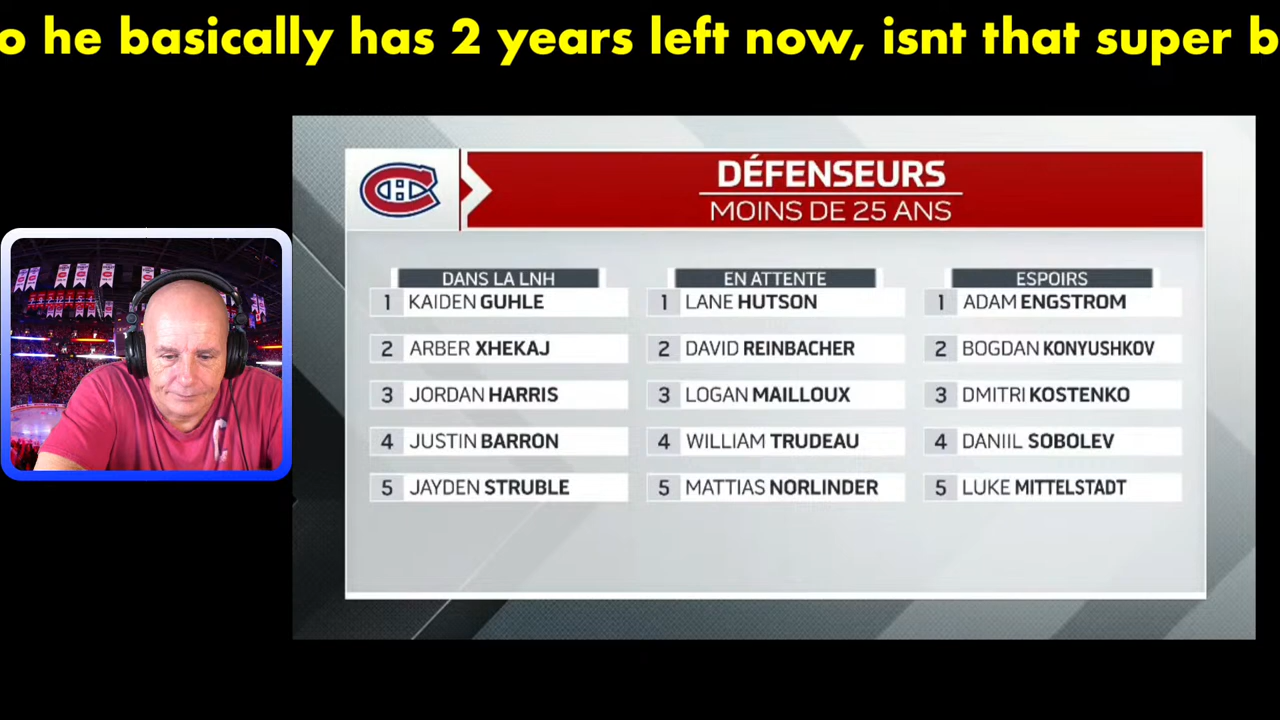 o he basically has 2 years left now, isnt that super b
DÉFENSEURS
MOINS DE 25 ANS
DANS LA LNH
1 KAIDEN GUHLE
2 ARBER XHEKAJ
3 JORDAN HARRIS
4 JUSTIN BARRON
5 JAYDEN STRUBLE
EN ATTENTE
1 LANE HUTSON
2 DAVID REINBACHER
3 LOGAN MAILLOUX
4 WILLIAM TRUDEAU
5 MATTIAS NORLINDER
ESPOIRS
1 ADAM ENGSTROM
2 BOGDAN KONYUSHKOV
3 DMITRI KOSTENKO
4 DANIIL SOBOLEV
5 LUKE MITTELSTADT